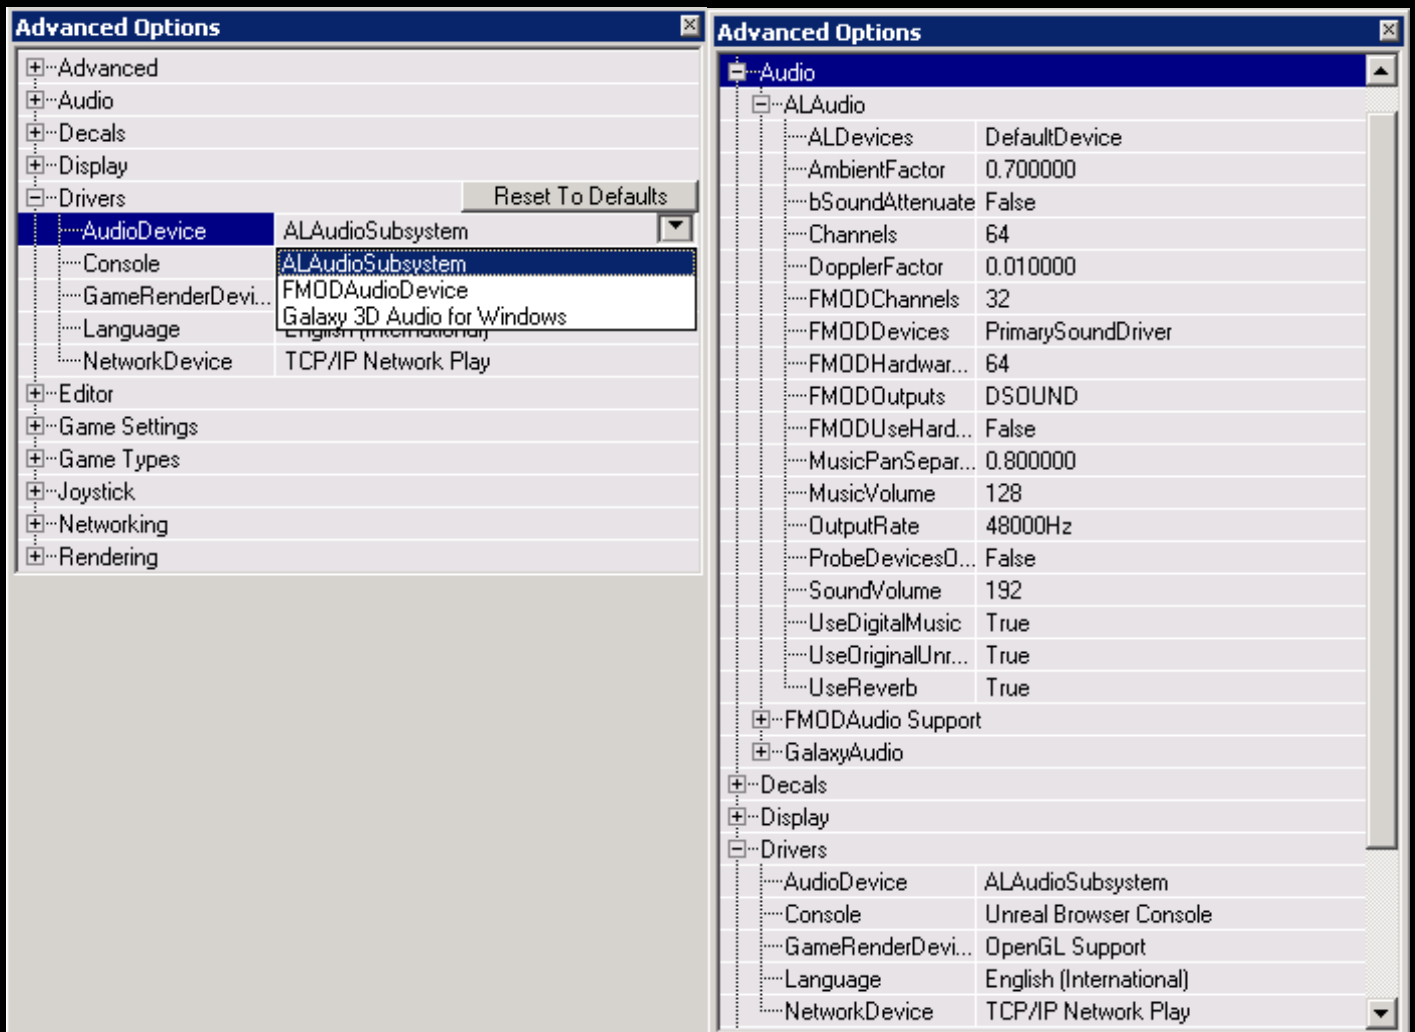 Advanced Options
Advanced
Audio
Decals
Display
Drivers Reset To Defaults
AudioDevice ALAudioSubsystem
Console ALAudioSubsystem
GameRenderDevi... FMODAudioDevice
Galaxy 3D Audio for Windows
Language English (International)
NetworkDevice TCP/IP Network Play
Editor
Game Settings
Game Types
Joystick
Networking
Rendering
Advanced Options
Audio
ALAudio
ALDevices DefaultDevice
AmbientFactor 0.700000
bSoundAttenuate False
Channels 64
DopplerFactor 0.010000
FMODChannels 32
FMODDevices PrimarySoundDriver
FMODHardwar... 64
FMODOutputs DSOUND
FMODUseHard... False
MusicPanSepar... 0.800000
MusicVolume 128
OutputRate 48000Hz
ProbeDevicesO... False
SoundVolume 192
UseDigitalMusic True
UseOriginalUnr... True
UseReverb True
FMODAudio Support
GalaxyAudio
Decals
Display
Drivers
AudioDevice ALAudioSubsystem
Console Unreal Browser Console
GameRenderDevi... OpenGL Support
Language English (International)
NetworkDevice TCP/IP Network Play